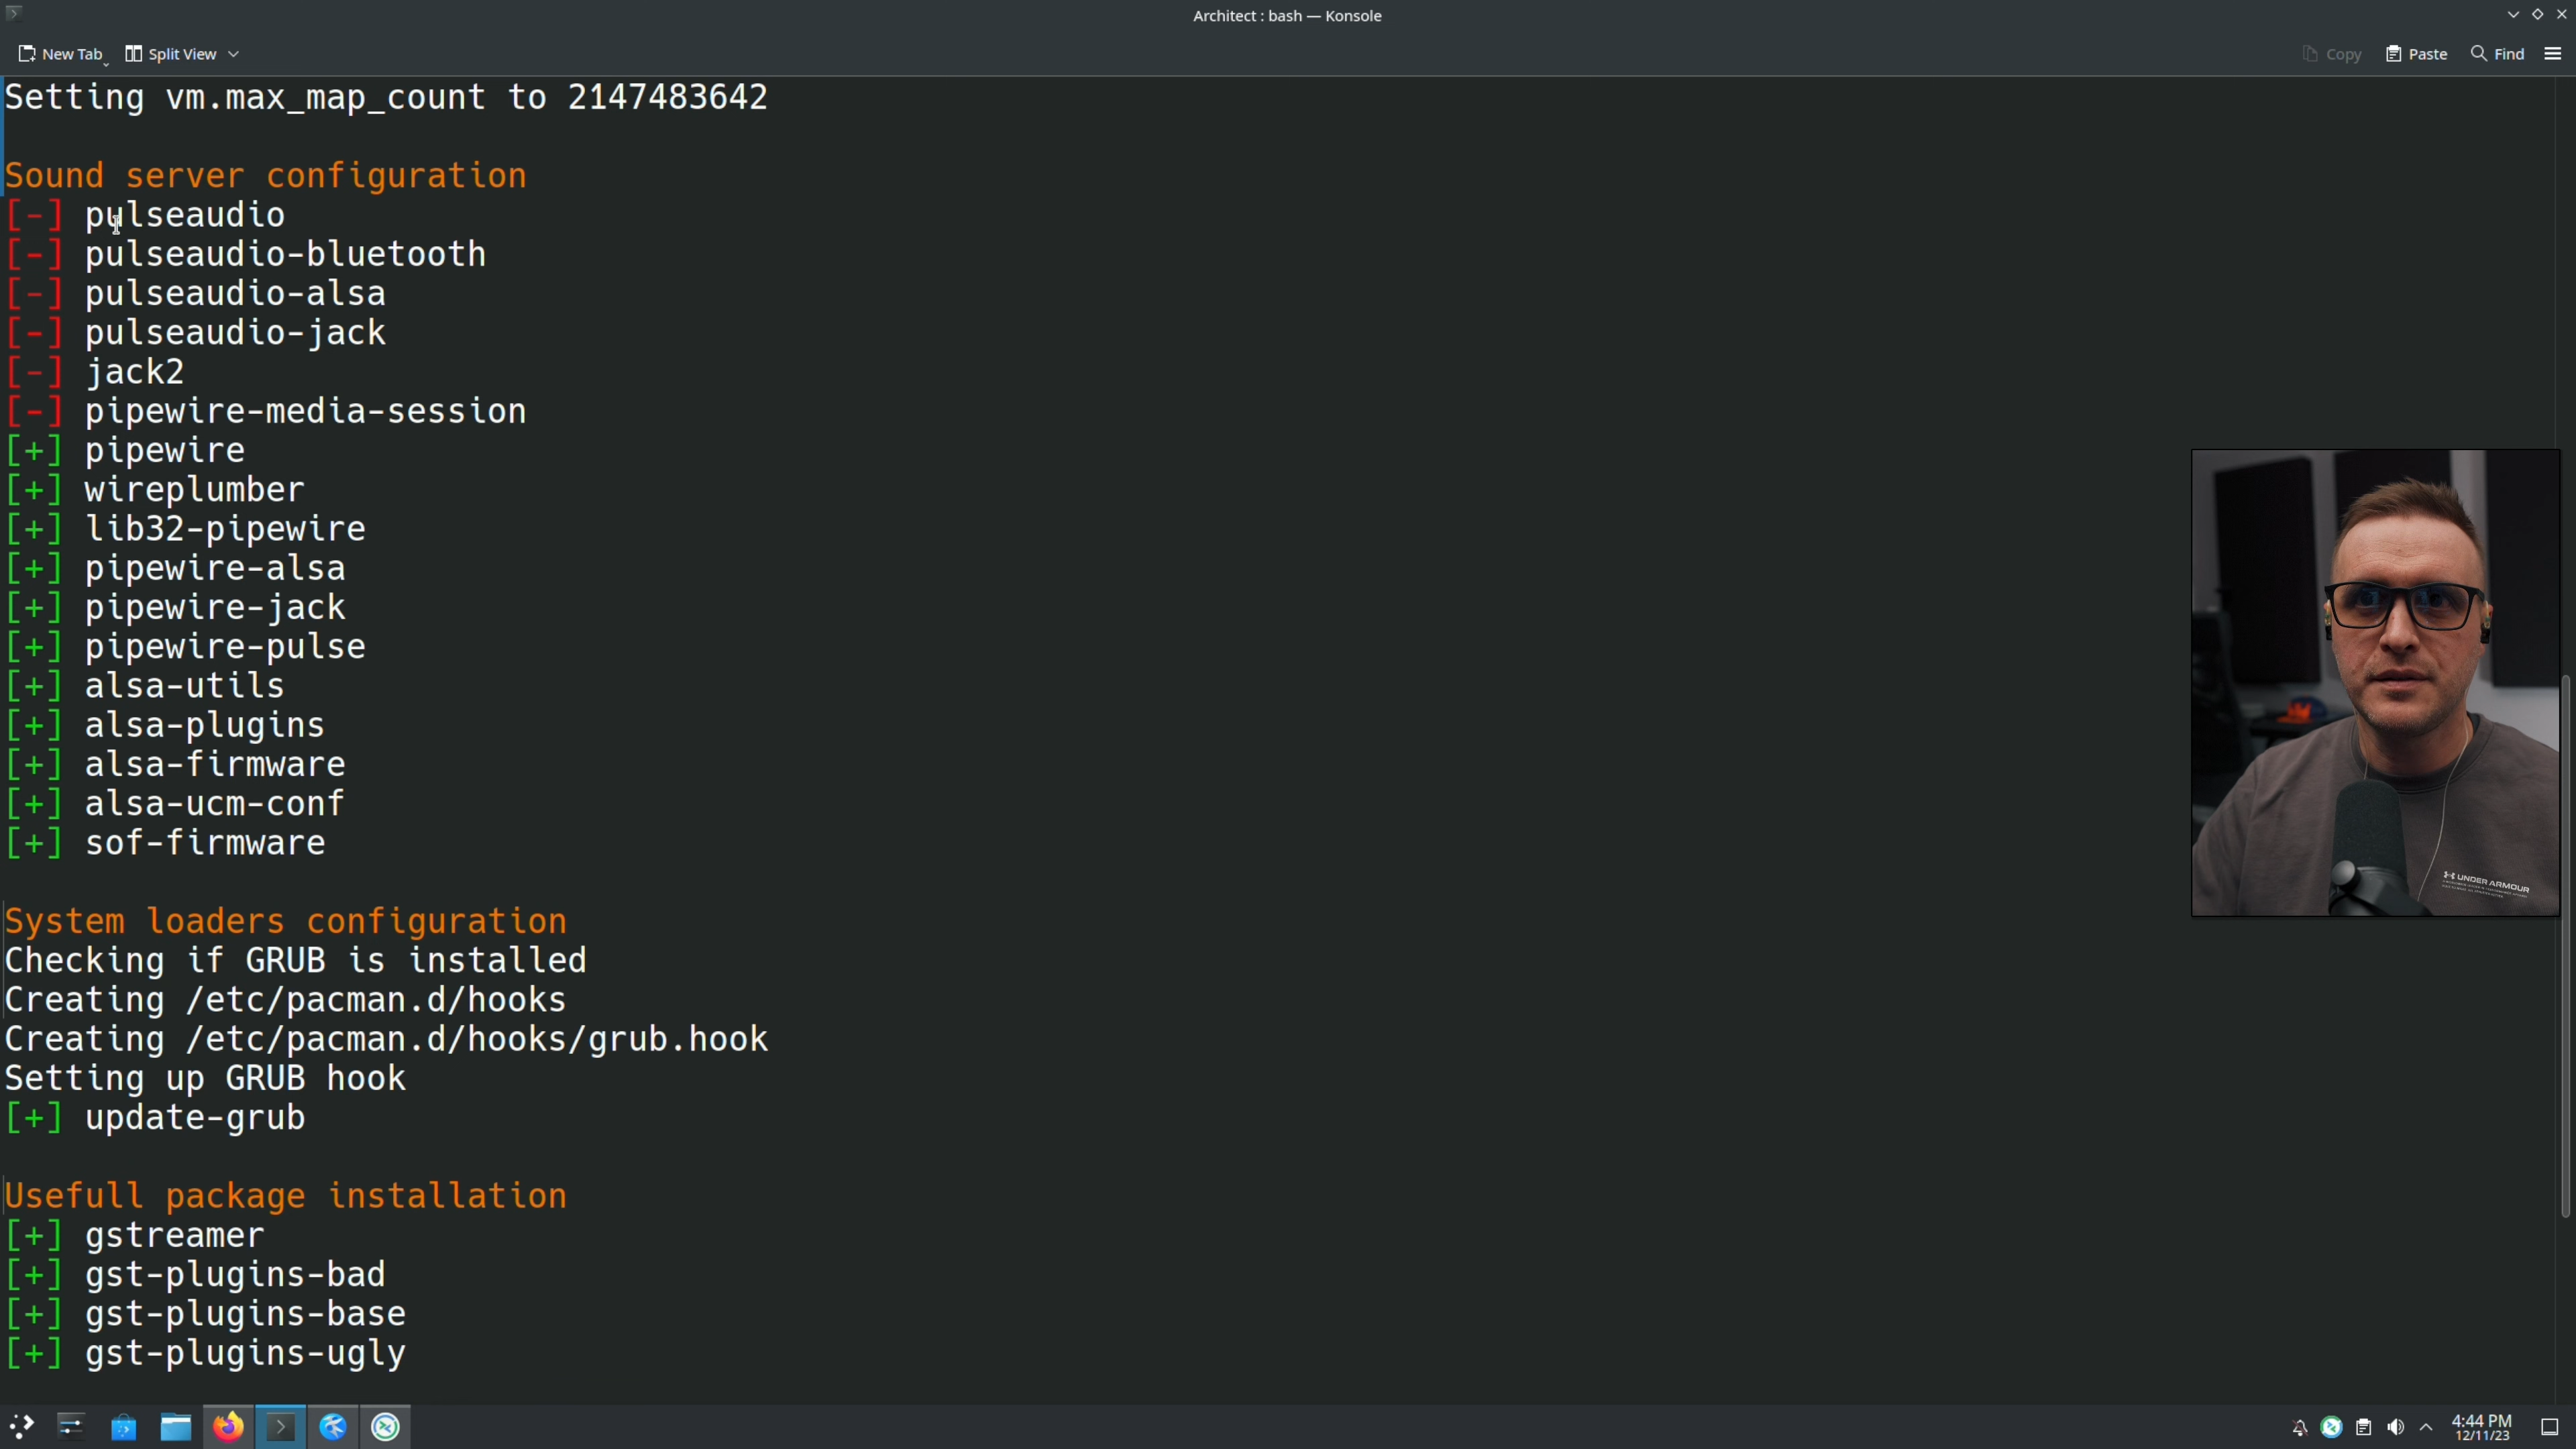 Architect : bash — Konsole
New Tab
Split View
Copy
Paste
Find
Setting vm.max_map_count to 2147483642
Sound server configuration
[-] pulseaudio
[-] pulseaudio-bluetooth
[-] pulseaudio-alsa
[-] pulseaudio-jack
[-] jack2
[-] pipewire-media-session
[+] pipewire
[+] wireplumber
[+] lib32-pipewire
[+] pipewire-alsa
[+] pipewire-jack
[+] pipewire-pulse
[+] alsa-utils
[+] alsa-plugins
[+] alsa-firmware
[+] alsa-ucm-conf
[+] sof-firmware
System loaders configuration
Checking if GRUB is installed
Creating /etc/pacman.d/hooks
Creating /etc/pacman.d/hooks/grub.hook
Setting up GRUB hook
[+] update-grub
Usefull package installation
[+] gstreamer
[+] gst-plugins-bad
[+] gst-plugins-base
[+] gst-plugins-ugly
UNDER ARMOUR
4:44 PM
12/11/23